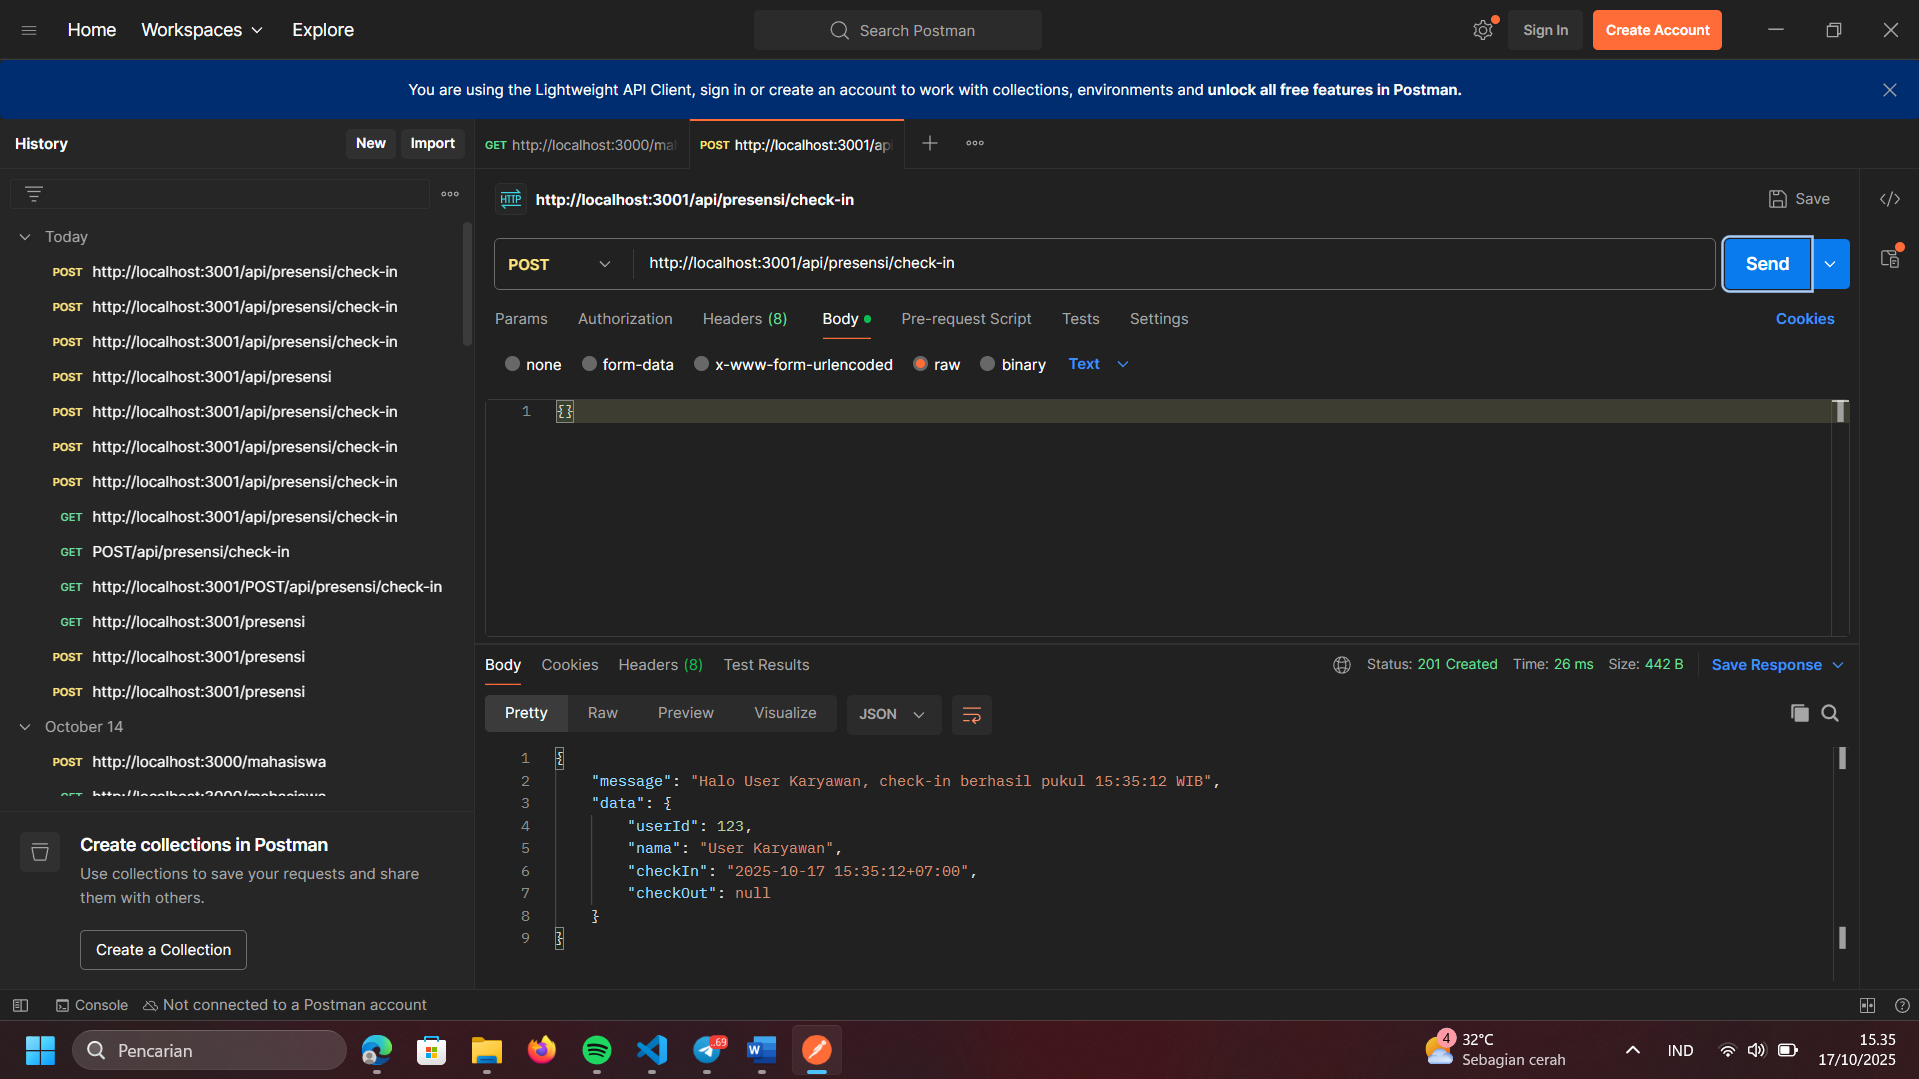 Home
Workspaces
Explore
Search Postman
Sign In
Create Account
You are using the Lightweight API Client, sign in or create an account to work with collections, environments and unlock all free features in Postman.
History
New
Import
GET http://localhost:3000/ma
POST http://localhost:3001/api
HTTP
http://localhost:3001/api/presensi/check-in
Save
Today
POST http://localhost:3001/api/presensi/check-in
POST http://localhost:3001/api/presensi/check-in
POST http://localhost:3001/api/presensi/check-in
POST http://localhost:3001/api/presensi
POST http://localhost:3001/api/presensi/check-in
POST http://localhost:3001/api/presensi/check-in
POST http://localhost:3001/api/presensi/check-in
GET http://localhost:3001/api/presensi/check-in
GET POST/api/presensi/check-in
GET http://localhost:3001/POST/api/presensi/check-in
GET http://localhost:3001/presensi
POST http://localhost:3001/presensi
POST http://localhost:3001/presensi
October 14
POST http://localhost:3000/mahasiswa
GET http://localhost:3000/mahasiswa
Create collections in Postman
Use collections to save your requests and share
them with others.
Create a Collection
POST
http://localhost:3001/api/presensi/check-in
Send
Params
Authorization
Headers (8)
Body
Pre-request Script
Tests
Settings
Cookies
none
form-data
x-www-form-urlencoded
raw
binary
Text
1 {}
Body
Cookies
Headers (8)
Test Results
Status: 201 Created
Time: 26 ms
Size: 442 B
Save Response
Pretty
Raw
Preview
Visualize
JSON
1 {
2 "message": "Halo User Karyawan, check-in berhasil pukul 15:35:12 WIB",
3 "data": {
4 "userId": 123,
5 "nama": "User Karyawan",
6 "checkIn": "2025-10-17 15:35:12+07:00",
7 "checkOut": null
8 }
9 }
Console
Not connected to a Postman account
Pencarian
.69
W
4
32°C
Sebagian cerah
IND
15.35
17/10/2025